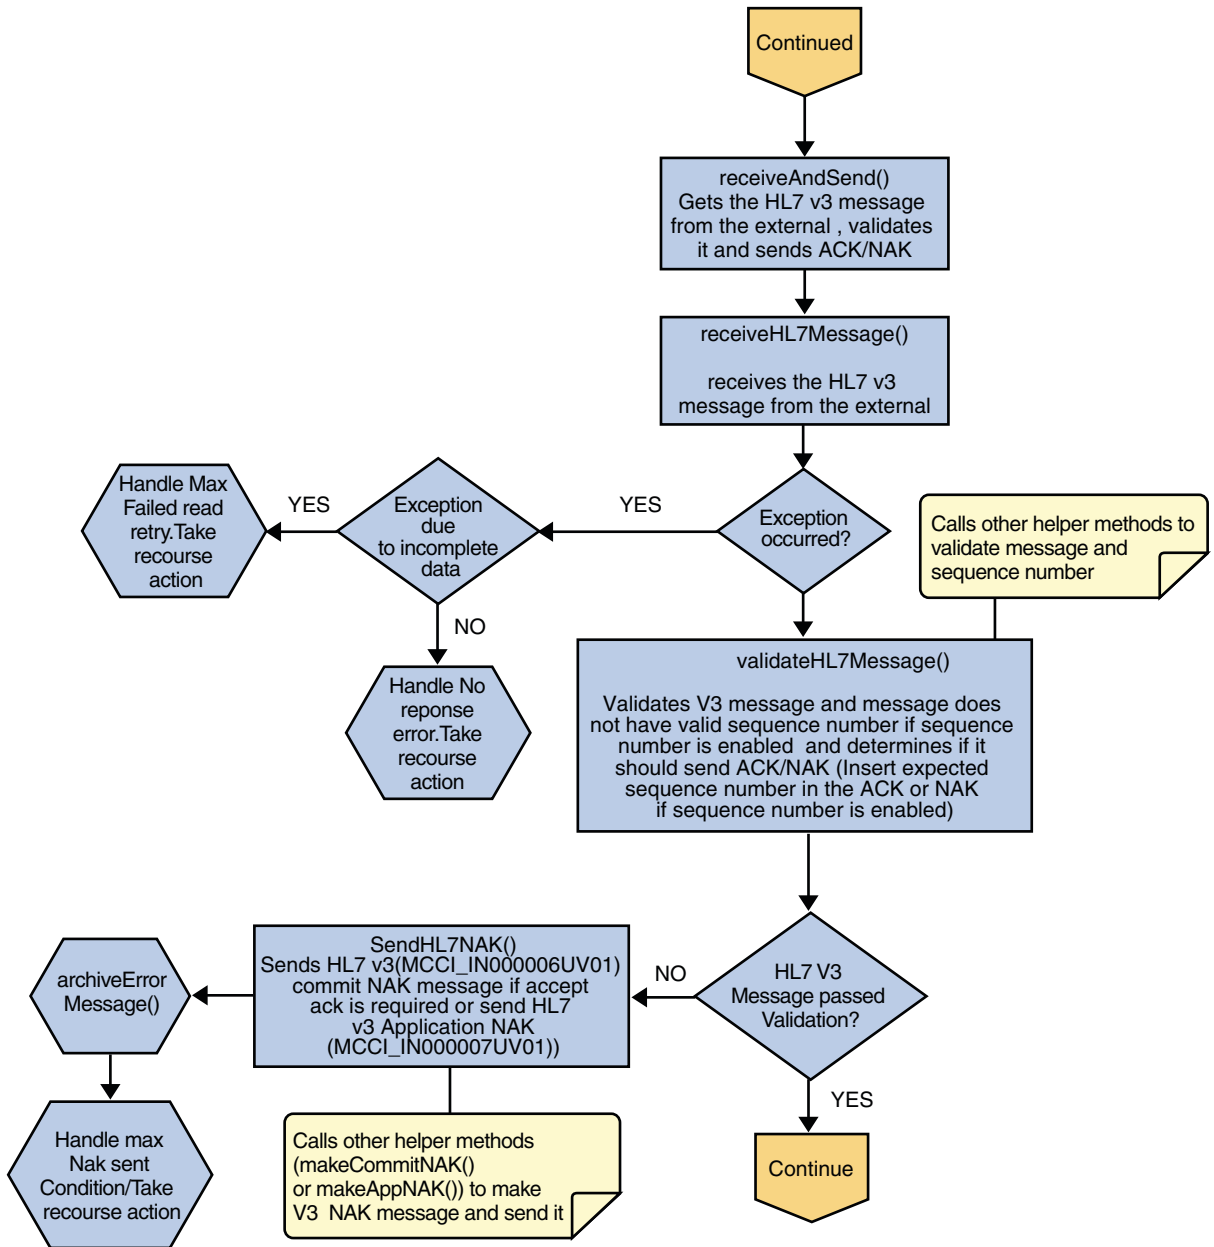 Continued
receiveAndSend()
Gets the HL7 v3 message
from the external , validates
it and sends ACK/NAK
receiveHL7Message()
receives the HL7 v3
message from the external
Handle Max
Failed read
retry.Take
recourse
action
YES
Exception
due
to incomplete
data
YES
Exception
occurred?
Calls other helper methods to
validate message and
sequence number
NO
Handle No
reponse
error.Take
recourse
action
validateHL7Message()
Validates V3 message and message does
not have valid sequence number if sequence
number is enabled  and determines if it
should send ACK/NAK (Insert expected
sequence number in the ACK or NAK
if sequence number is enabled)
archiveError
Message()
SendHL7NAK()
Sends HL7 v3(MCCI_IN000006UV01)
commit NAK message if accept
ack is required or send HL7
v3 Application NAK
(MCCI_IN000007UV01))
NO
HL7 V3
Message passed
Validation?
YES
Handle max
Nak sent
Condition/Take
recourse action
Calls other helper methods
(makeCommitNAK()
or makeAppNAK()) to make
V3  NAK message and send it
Continue